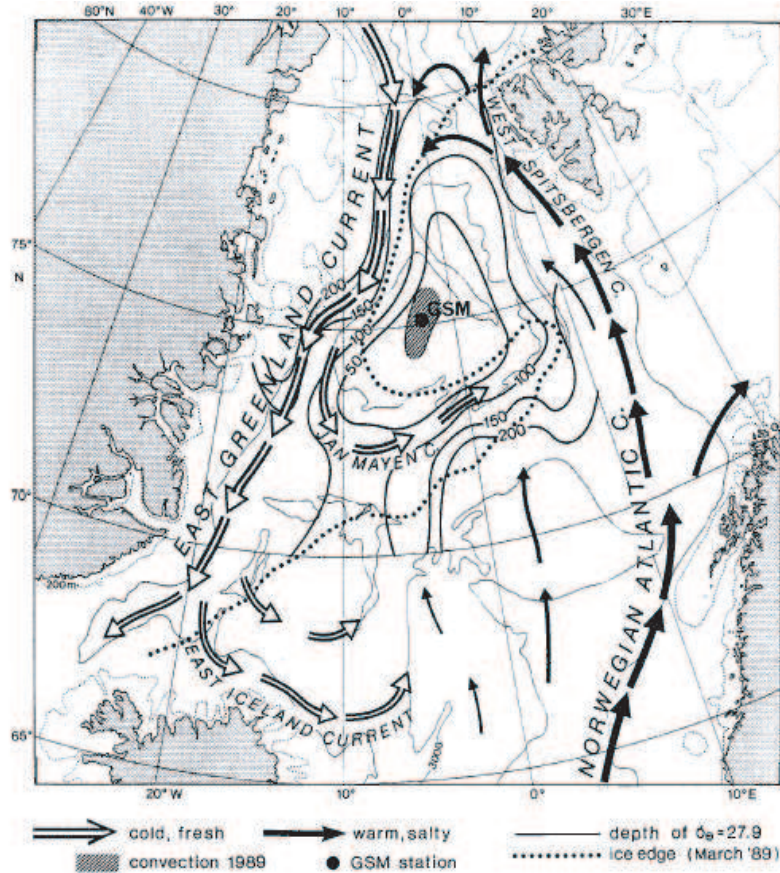 80°N 40° 30° 20° 10° 0° 10° 20° 30°E
75°
N
70°
65°
200m
3000
EAST GREENLAND CURRENT
WEST SPITSBERGEN C.
GSM
200
150
100
50
100
150
200
JAN MAYEN C.
NORWEGIAN ATLANTIC C.
EAST ICELAND CURRENT
20°W 10° 0° 10°E
cold, fresh warm, salty depth of σθ=27.9
convection 1989 GSM station ice edge (March '89)